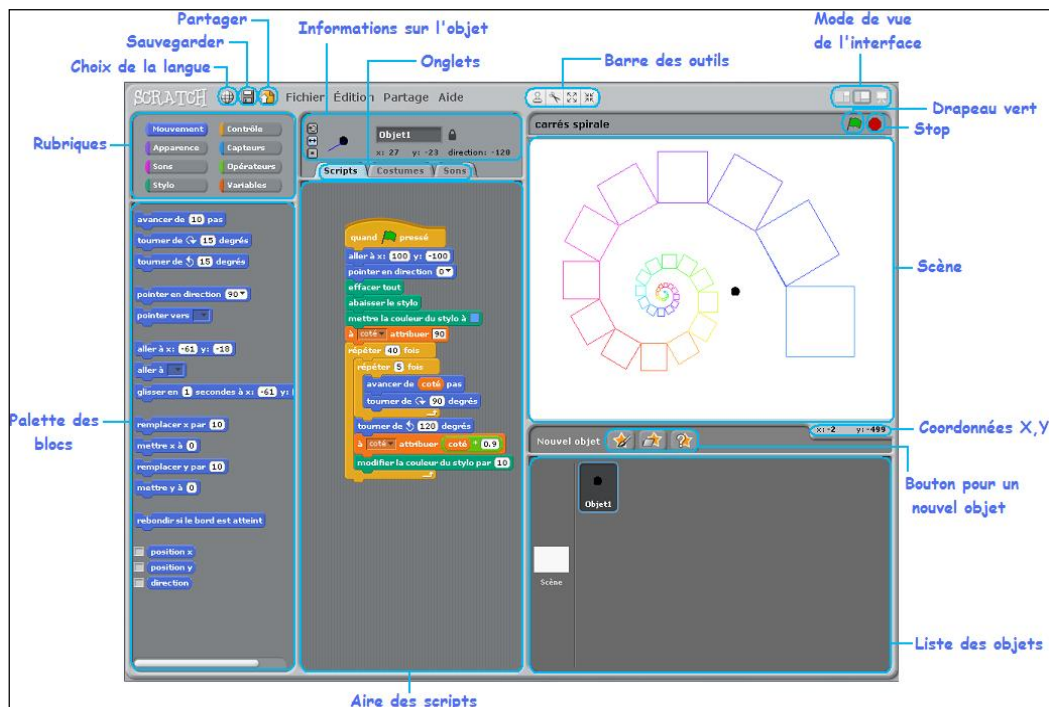 Partager
Sauvegarder
Choix de la langue
Informations sur l'objet
Onglets
Barre des outils
Mode de vue
de l'interface
SCRATCH
Fichier Édition Partage Aide
Drapeau vert
Stop
Rubriques
Mouvement Contrôle
Apparence Capteurs
Sons Opérateurs
Stylo Variables
Objet1
x: 27 y: -23 direction: -120
Scripts Costumes Sons
carrés spirale
avancer de 10 pas
tourner de 15 degrés
tourner de 15 degrés
pointer en direction 90
pointer vers
aller à x: -61 y: -18
aller à
glisser en 1 secondes à x: -61 y:
remplacer x par 10
mettre x à 0
remplacer y par 10
mettre y à 0
rebondir si le bord est atteint
position x
position y
direction
Palette des
blocs
quand pressé
aller à x: 100 y: -100
pointer en direction 0
effacer tout
abaisser le stylo
mettre la couleur du stylo à
à coté attribuer 90
répéter 40 fois
répéter 5 fois
avancer de coté pas
tourner de 90 degrés
tourner de 120 degrés
à coté attribuer coté * 0.9
modifier la couleur du stylo par 10
Aire des scripts
Scène
x: -2 y: -499
Coordonnées X,Y
Nouvel objet
Bouton pour un
nouvel objet
Objet1
Scène
Liste des objets